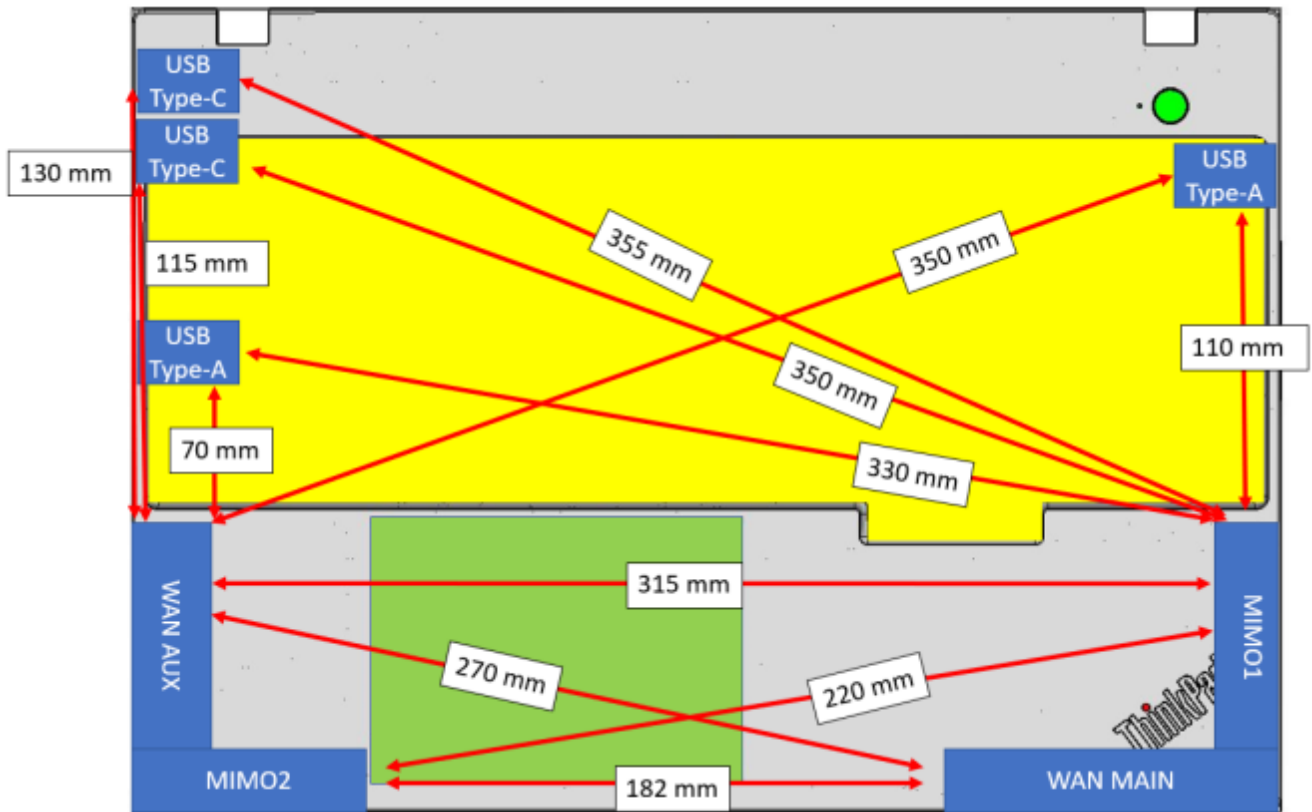 USB
Type-C
USB
Type-C
130 mm
USB
Type-A
355 mm
350 mm
115 mm
USB
Type-A
110 mm
350 mm
70 mm
330 mm
315 mm
WAN AUX
MIMO1
270 mm
220 mm
MIMO2
182 mm
WAN MAIN